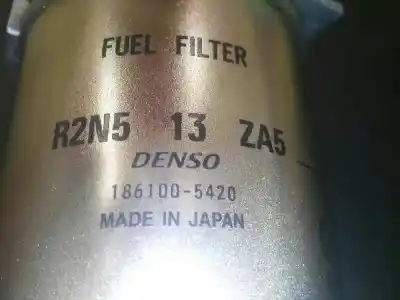 FUEL FILTER
R2N5 13 ZA5
DENSO
186100-5420
MADE IN JAPAN